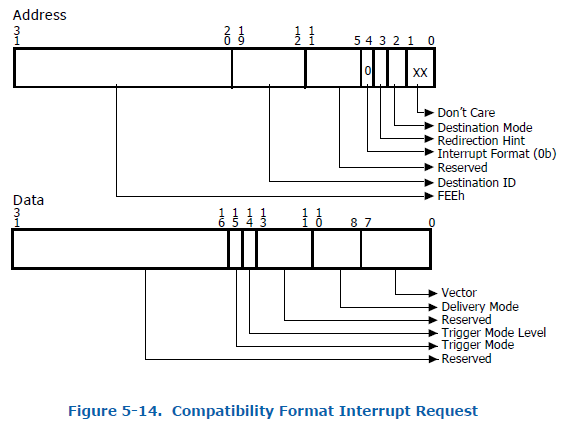 Address
3 2 1 1 1
1 0 9 2 1 5 4 3 2 1 0
0 XX
Don't Care
Destination Mode
Redirection Hint
Interrupt Format (0b)
Reserved
Destination ID
FEEh
Data
3 1 1 1 1 1 1
1 6 5 4 3 1 0 8 7 0
Vector
Delivery Mode
Reserved
Trigger Mode Level
Trigger Mode
Reserved
Figure 5-14. Compatibility Format Interrupt Request